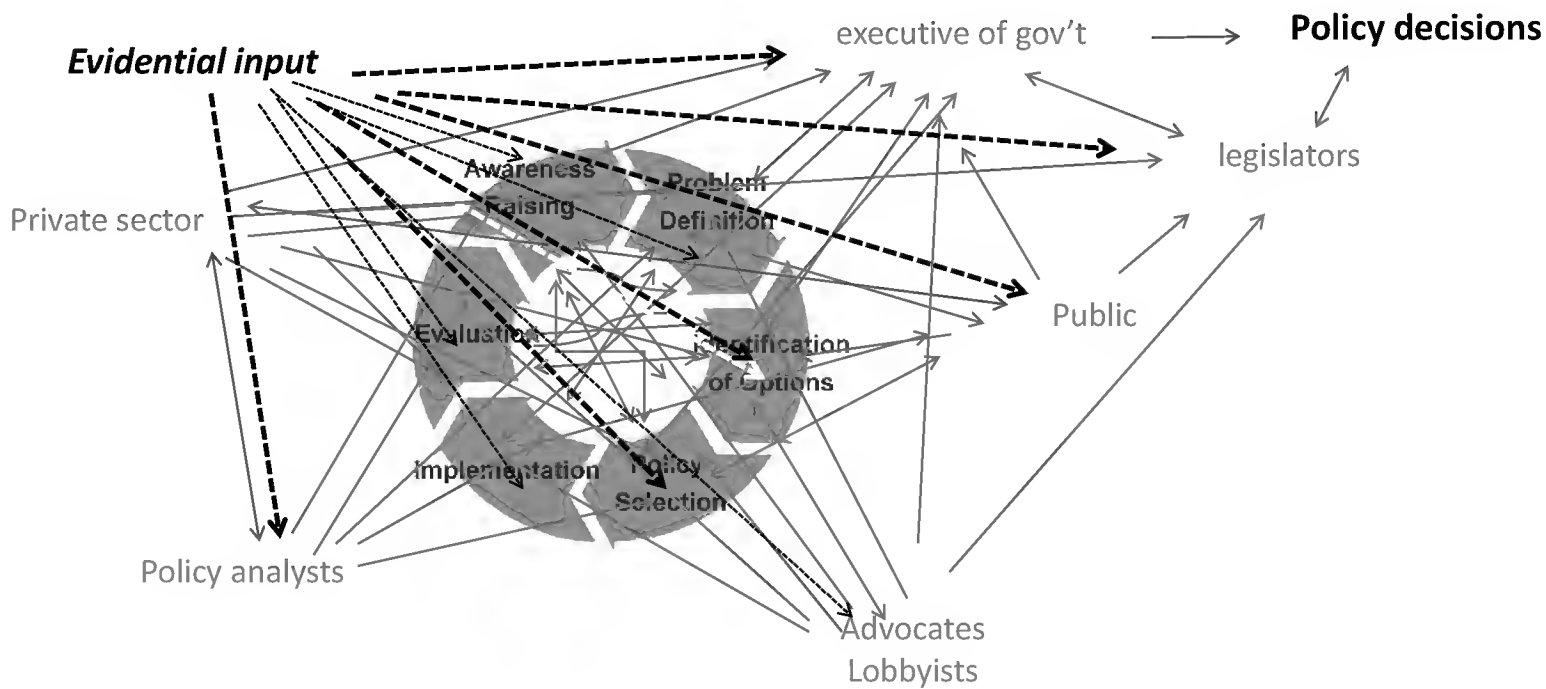 executive of gov't
Policy decisions
Evidential input
legislators
Awareness
Raising
Problem
Definition
Private sector
Public
Evaluation
Identification
of Options
Implementation
Policy
Selection
Policy analysts
Advocates
Lobbyists